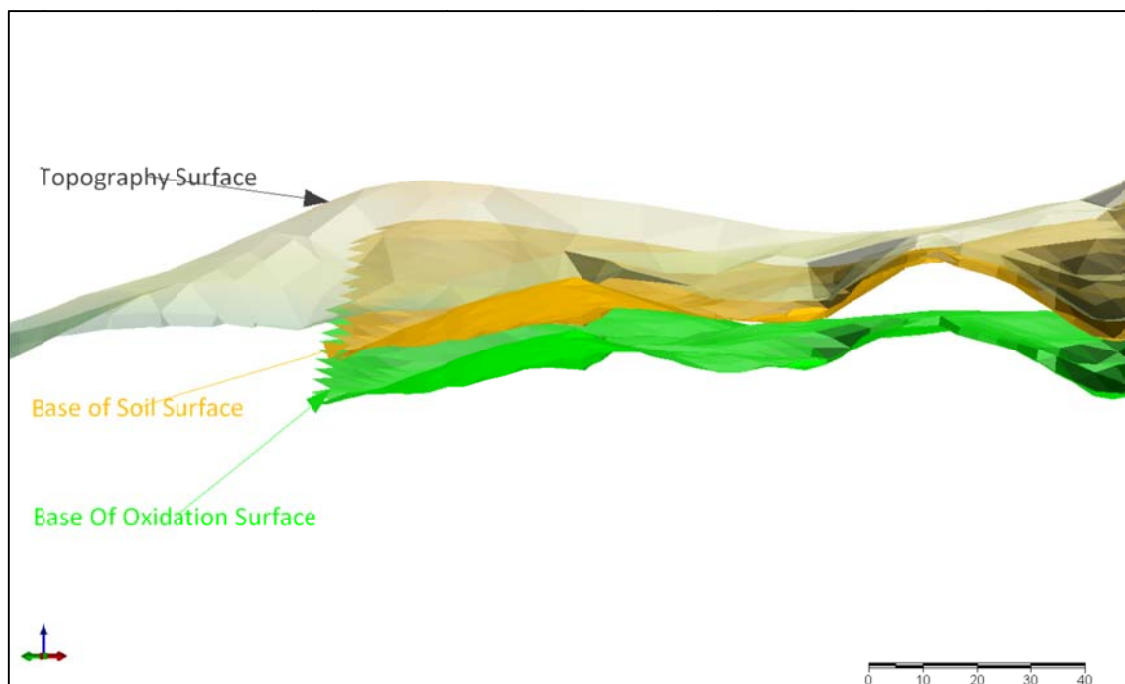 Topography Surface
Base of Soil Surface
Base Of Oxidation Surface
0 10 20 30 40